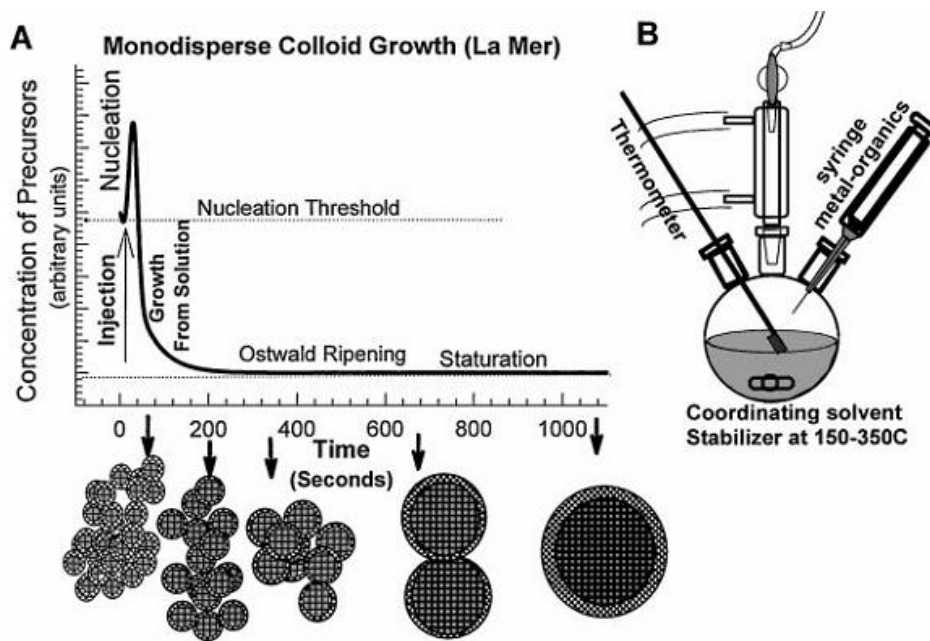 A
Monodisperse Colloid Growth (La Mer)
Concentration of Precursors
(arbitrary units)
Nucleation
Injection
Nucleation Threshold
Growth
From Solution
Ostwald Ripening
Staturation
0 200 400 600 800 1000
Time
(Seconds)
B
Thermometer
syringe
metal-organics
Coordinating solvent
Stabilizer at 150-350C